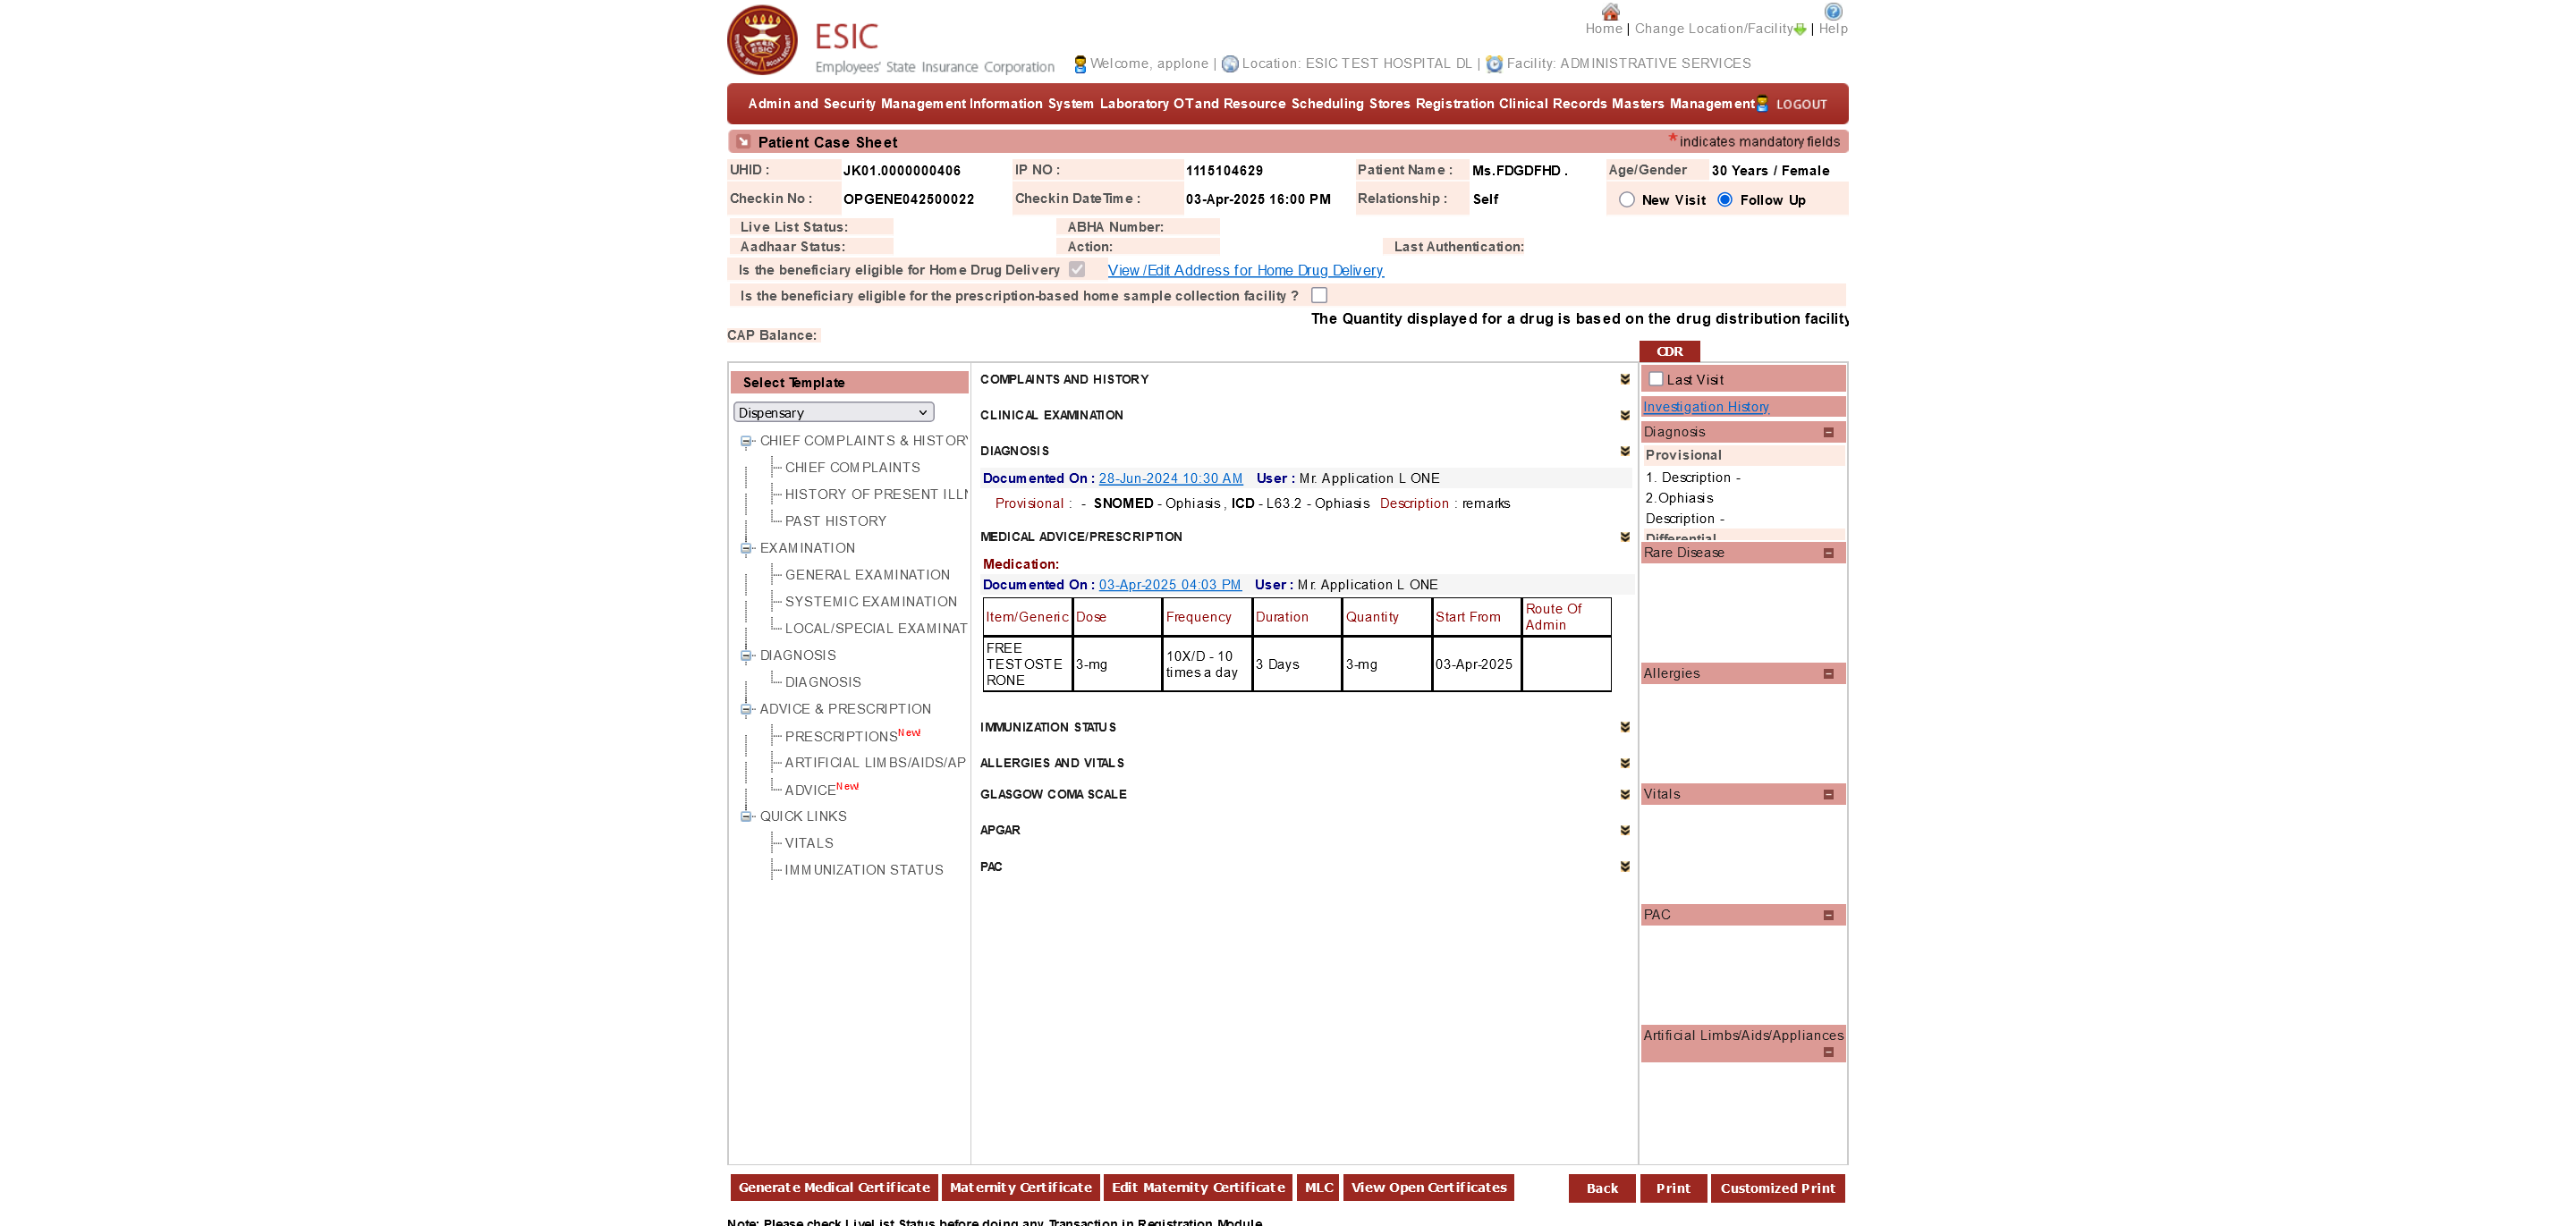 ESIC
Employees' State Insurance Corporation
Home | Change Location/Facility | Help
Welcome, applone | Location: ESIC TEST HOSPITAL DL | Facility: ADMINISTRATIVE SERVICES
Admin and Security Management Information System Laboratory OT and Resource Scheduling Stores Registration Clinical Records Masters Management LOGOUT
Patient Case Sheet * indicates mandatory fields
UHID : JK01.0000000406 IP NO : 1115104629 Patient Name : Ms.FDGDFHD . Age/Gender 30 Years / Female
Checkin No : OPGENE042500022 Checkin DateTime : 03-Apr-2025 16:00 PM Relationship : Self New Visit Follow Up
Live List Status: ABHA Number:
Aadhaar Status: Action: Last Authentication:
Is the beneficiary eligible for Home Drug Delivery View /Edit Address for Home Drug Delivery
Is the beneficiary eligible for the prescription-based home sample collection facility ?
The Quantity displayed for a drug is based on the drug distribution facility
CAP Balance:
Select Template
Dispensary
CHIEF COMPLAINTS & HISTORY
CHIEF COMPLAINTS
HISTORY OF PRESENT ILLN
PAST HISTORY
EXAMINATION
GENERAL EXAMINATION
SYSTEMIC EXAMINATION
LOCAL/SPECIAL EXAMINAT
DIAGNOSIS
DIAGNOSIS
ADVICE & PRESCRIPTION
PRESCRIPTIONS New!
ARTIFICIAL LIMBS/AIDS/AP
ADVICE New!
QUICK LINKS
VITALS
IMMUNIZATION STATUS
COMPLAINTS AND HISTORY
CLINICAL EXAMINATION
DIAGNOSIS
Documented On : 28-Jun-2024 10:30 AM User : Mr. Application L ONE
Provisional : - SNOMED - Ophiasis , ICD - L63.2 - Ophiasis Description : remarks
MEDICAL ADVICE/PRESCRIPTION
Medication:
Documented On : 03-Apr-2025 04:03 PM User : Mr. Application L ONE
Item/Generic Dose Frequency Duration Quantity Start From Route Of Admin
FREE TESTOSTE RONE 3-mg 10X/D - 10 times a day 3 Days 3-mg 03-Apr-2025
IMMUNIZATION STATUS
ALLERGIES AND VITALS
GLASGOW COMA SCALE
APGAR
PAC
CDR
Last Visit
Investigation History
Diagnosis
Provisional
1. Description -
2.Ophiasis
Description -
Differential
Rare Disease
Allergies
Vitals
PAC
Artificial Limbs/Aids/Appliances
Generate Medical Certificate Maternity Certificate Edit Maternity Certificate MLC View Open Certificates Back Print Customized Print
Note: Please check LiveList Status before doing any Transaction in Registration Module